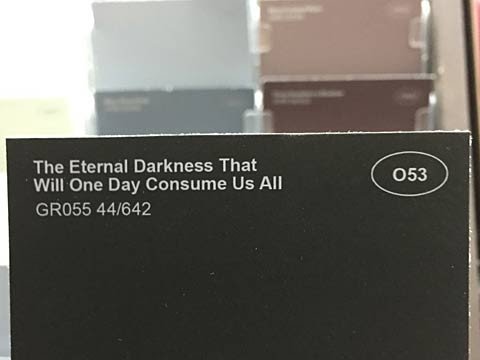 The Eternal Darkness That
Will One Day Consume Us All
GR055 44/642
O53